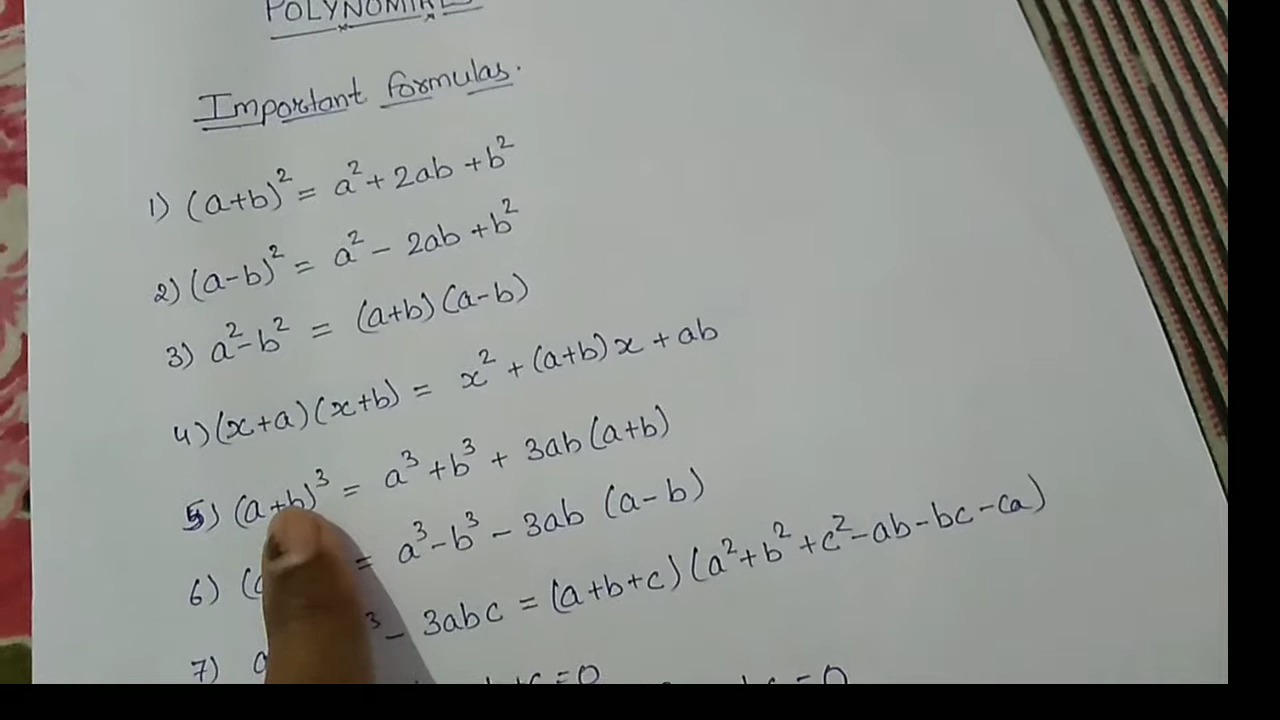 POLYNOMIALS
Important formulas.
1) (a+b)² = a² + 2ab + b²
2) (a-b)² = a² - 2ab + b²
3) a² - b² = (a+b)(a-b)
4) (x+a)(x+b) = x² + (a+b)x + ab
5) (a+b)³ = a³ + b³ + 3ab(a+b)
6) ( = a³ - b³ - 3ab (a-b)
7) a ³ - 3abc = (a+b+c)(a² + b² + c² - ab - bc - ca)